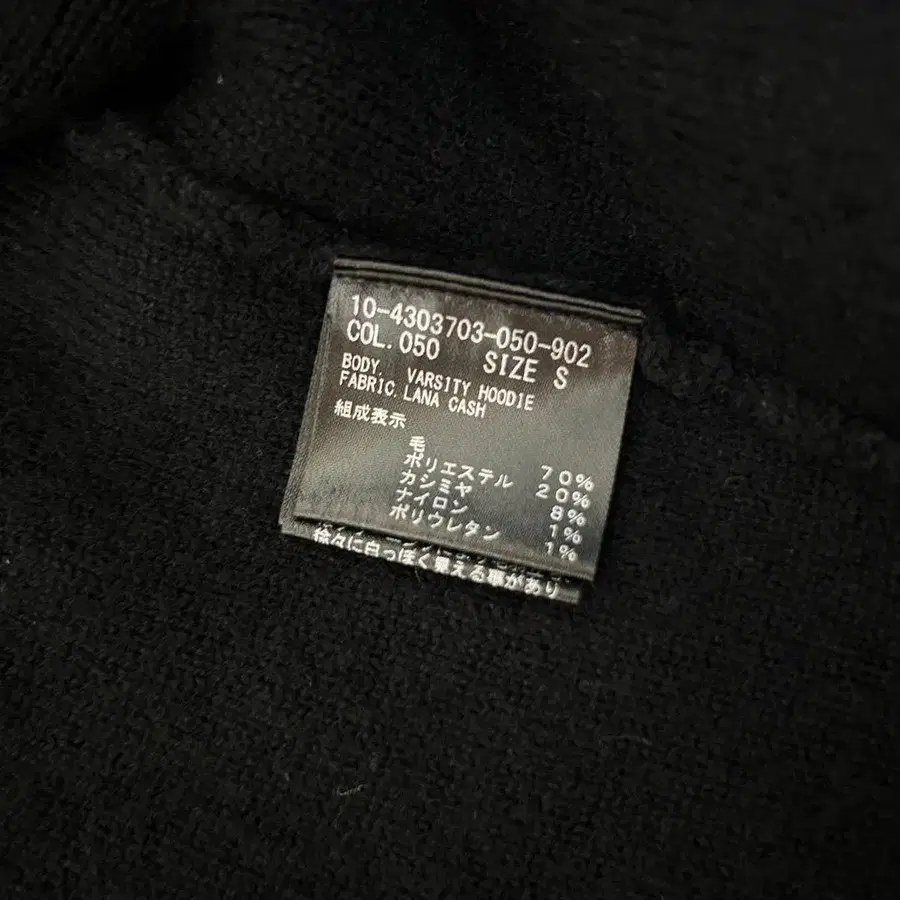 10-4303703-050-902
COL.050 SIZE S
BODY. VARSITY HOODIE
FABRIC.LANA CASH
組成表示
毛 70%
ポリエステル 20%
カシミヤ 8%
ナイロン 1%
ポリウレタン 1%
徐々に白っぽく見える事があり